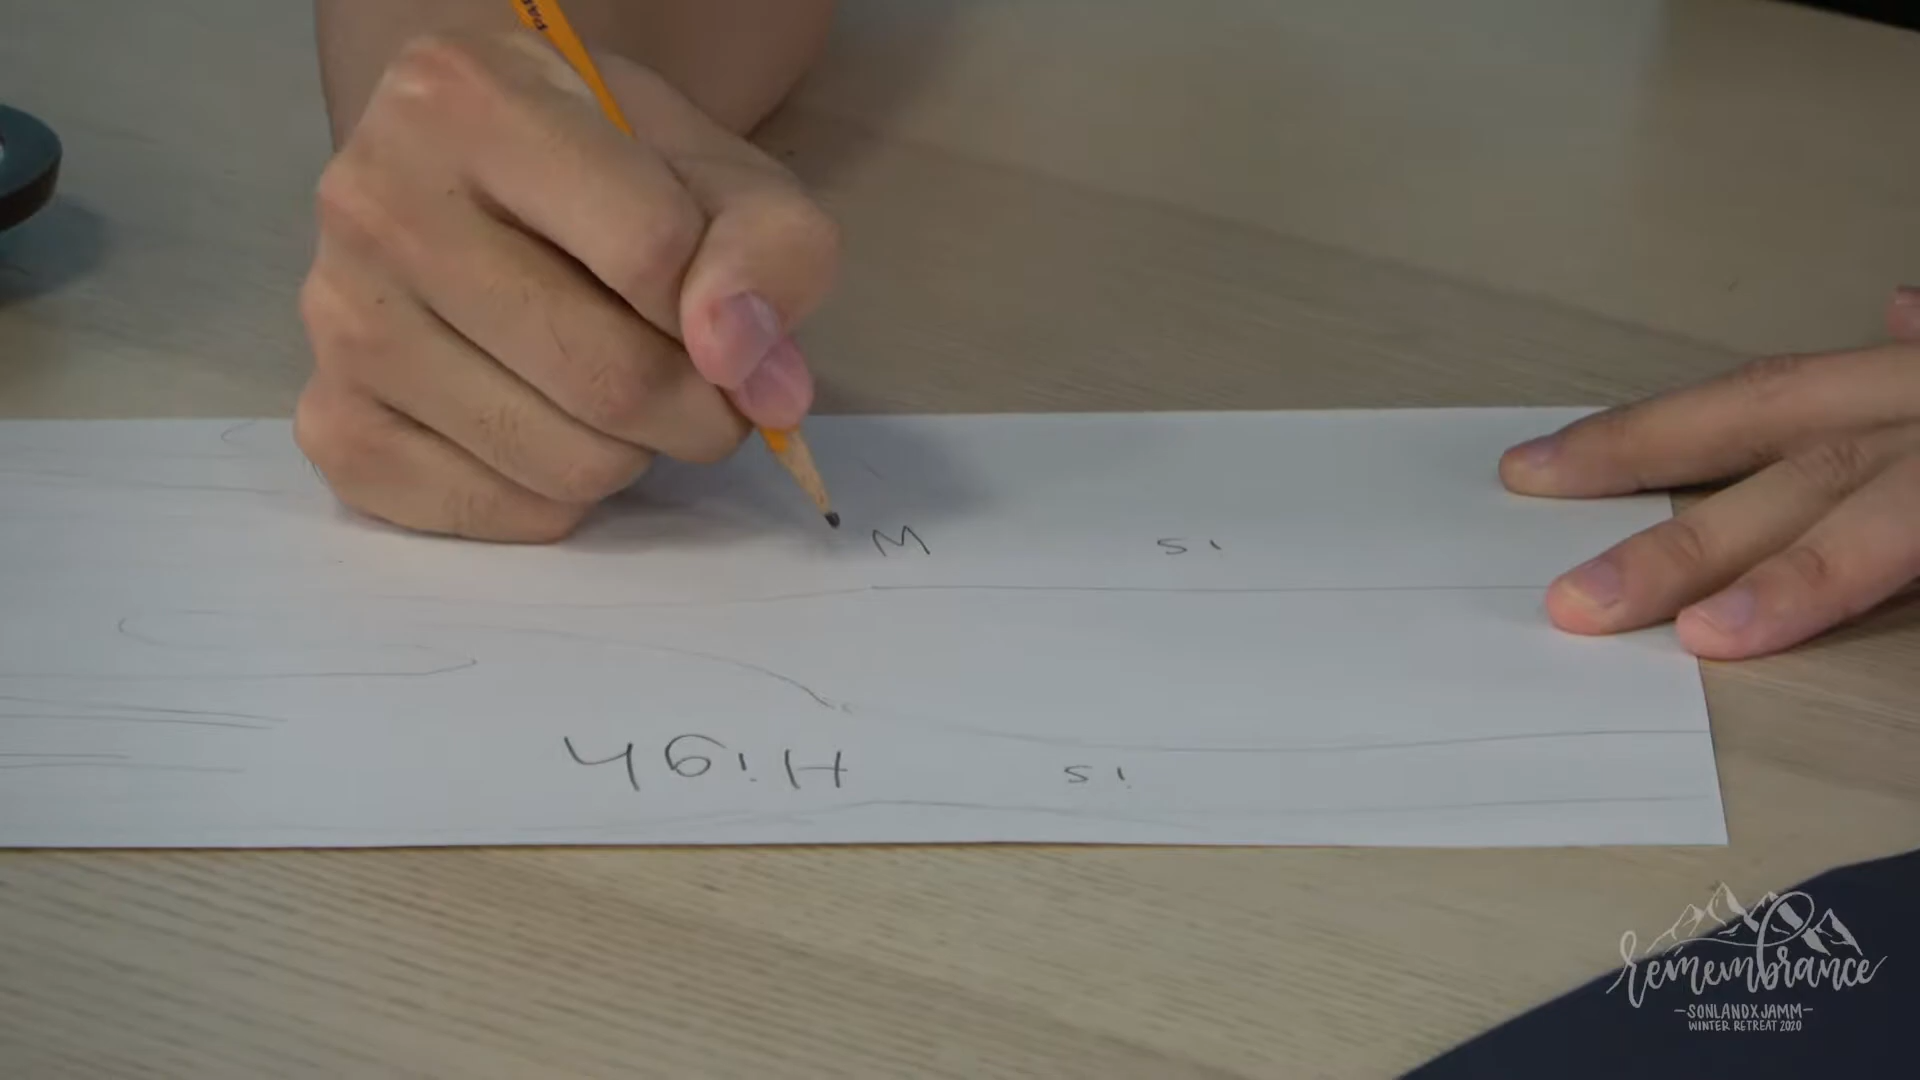 is High
is W
remembrance
-SONLANDXJAMM-
WINTER RETREAT 2020